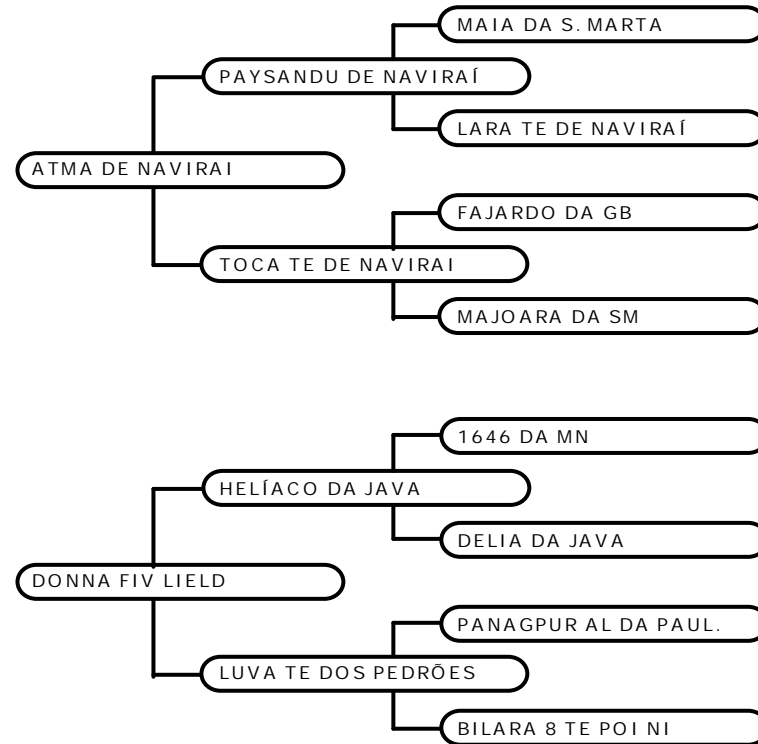 MAIA DA S. MARTA
PAYSANDU DE NAVIRAÍ
LARA TE DE NAVIRAÍ
ATMA DE NAVIRAI
FAJARDO DA GB
TOCA TE DE NAVIRAI
MAJOARA DA SM
1646 DA MN
HELÍACO DA JAVA
DELIA DA JAVA
DONNA FIV LIELD
PANAGPUR AL DA PAUL.
LUVA TE DOS PEDRÕES
BILARA 8 TE POI NI